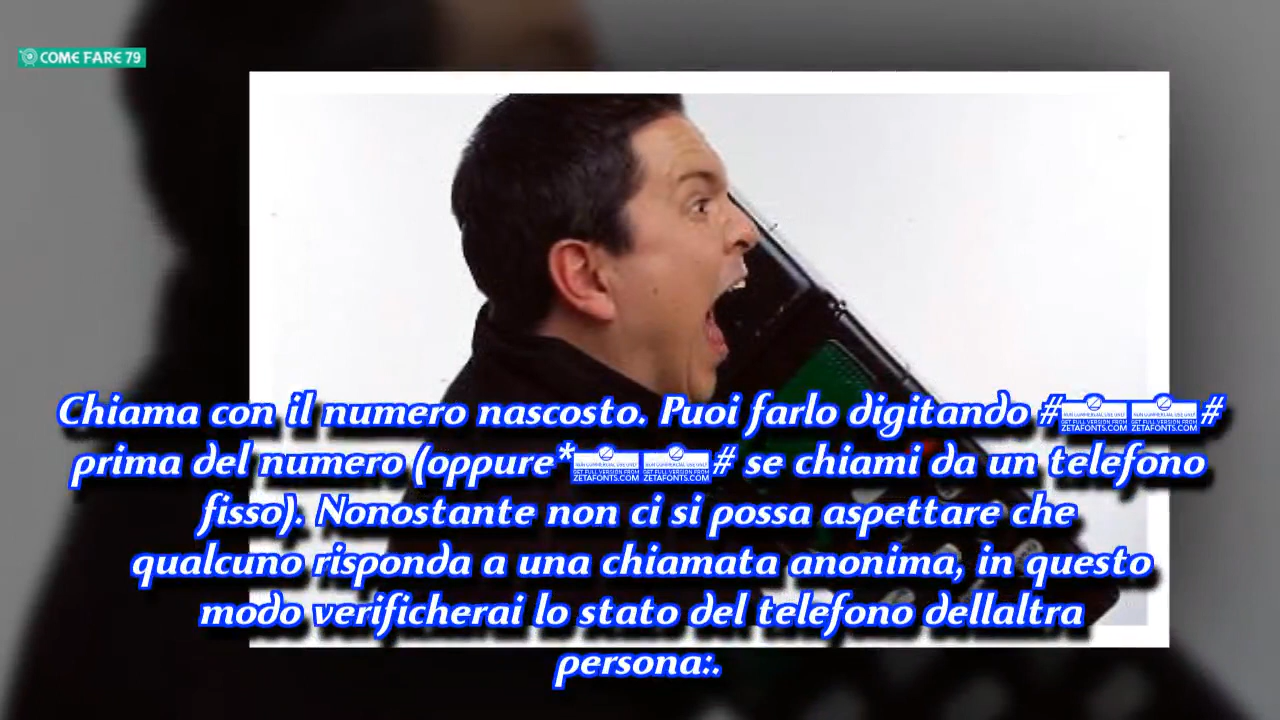 COME FARE 79
Chiama con il numero nascosto. Puoi farlo digitando ##
prima del numero (oppure*# se chiami da un telefono
fisso). Nonostante non ci si possa aspettare che
qualcuno risponda a una chiamata anonima, in questo
modo verificherai lo stato del telefono dellaltra
persona:.